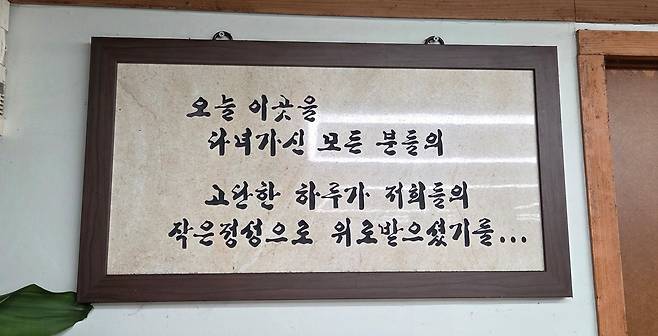 오늘 이곳을
다녀가신 모든 분들의
고단한 하루가 저희들의
작은정성으로 위로받으셨기를...